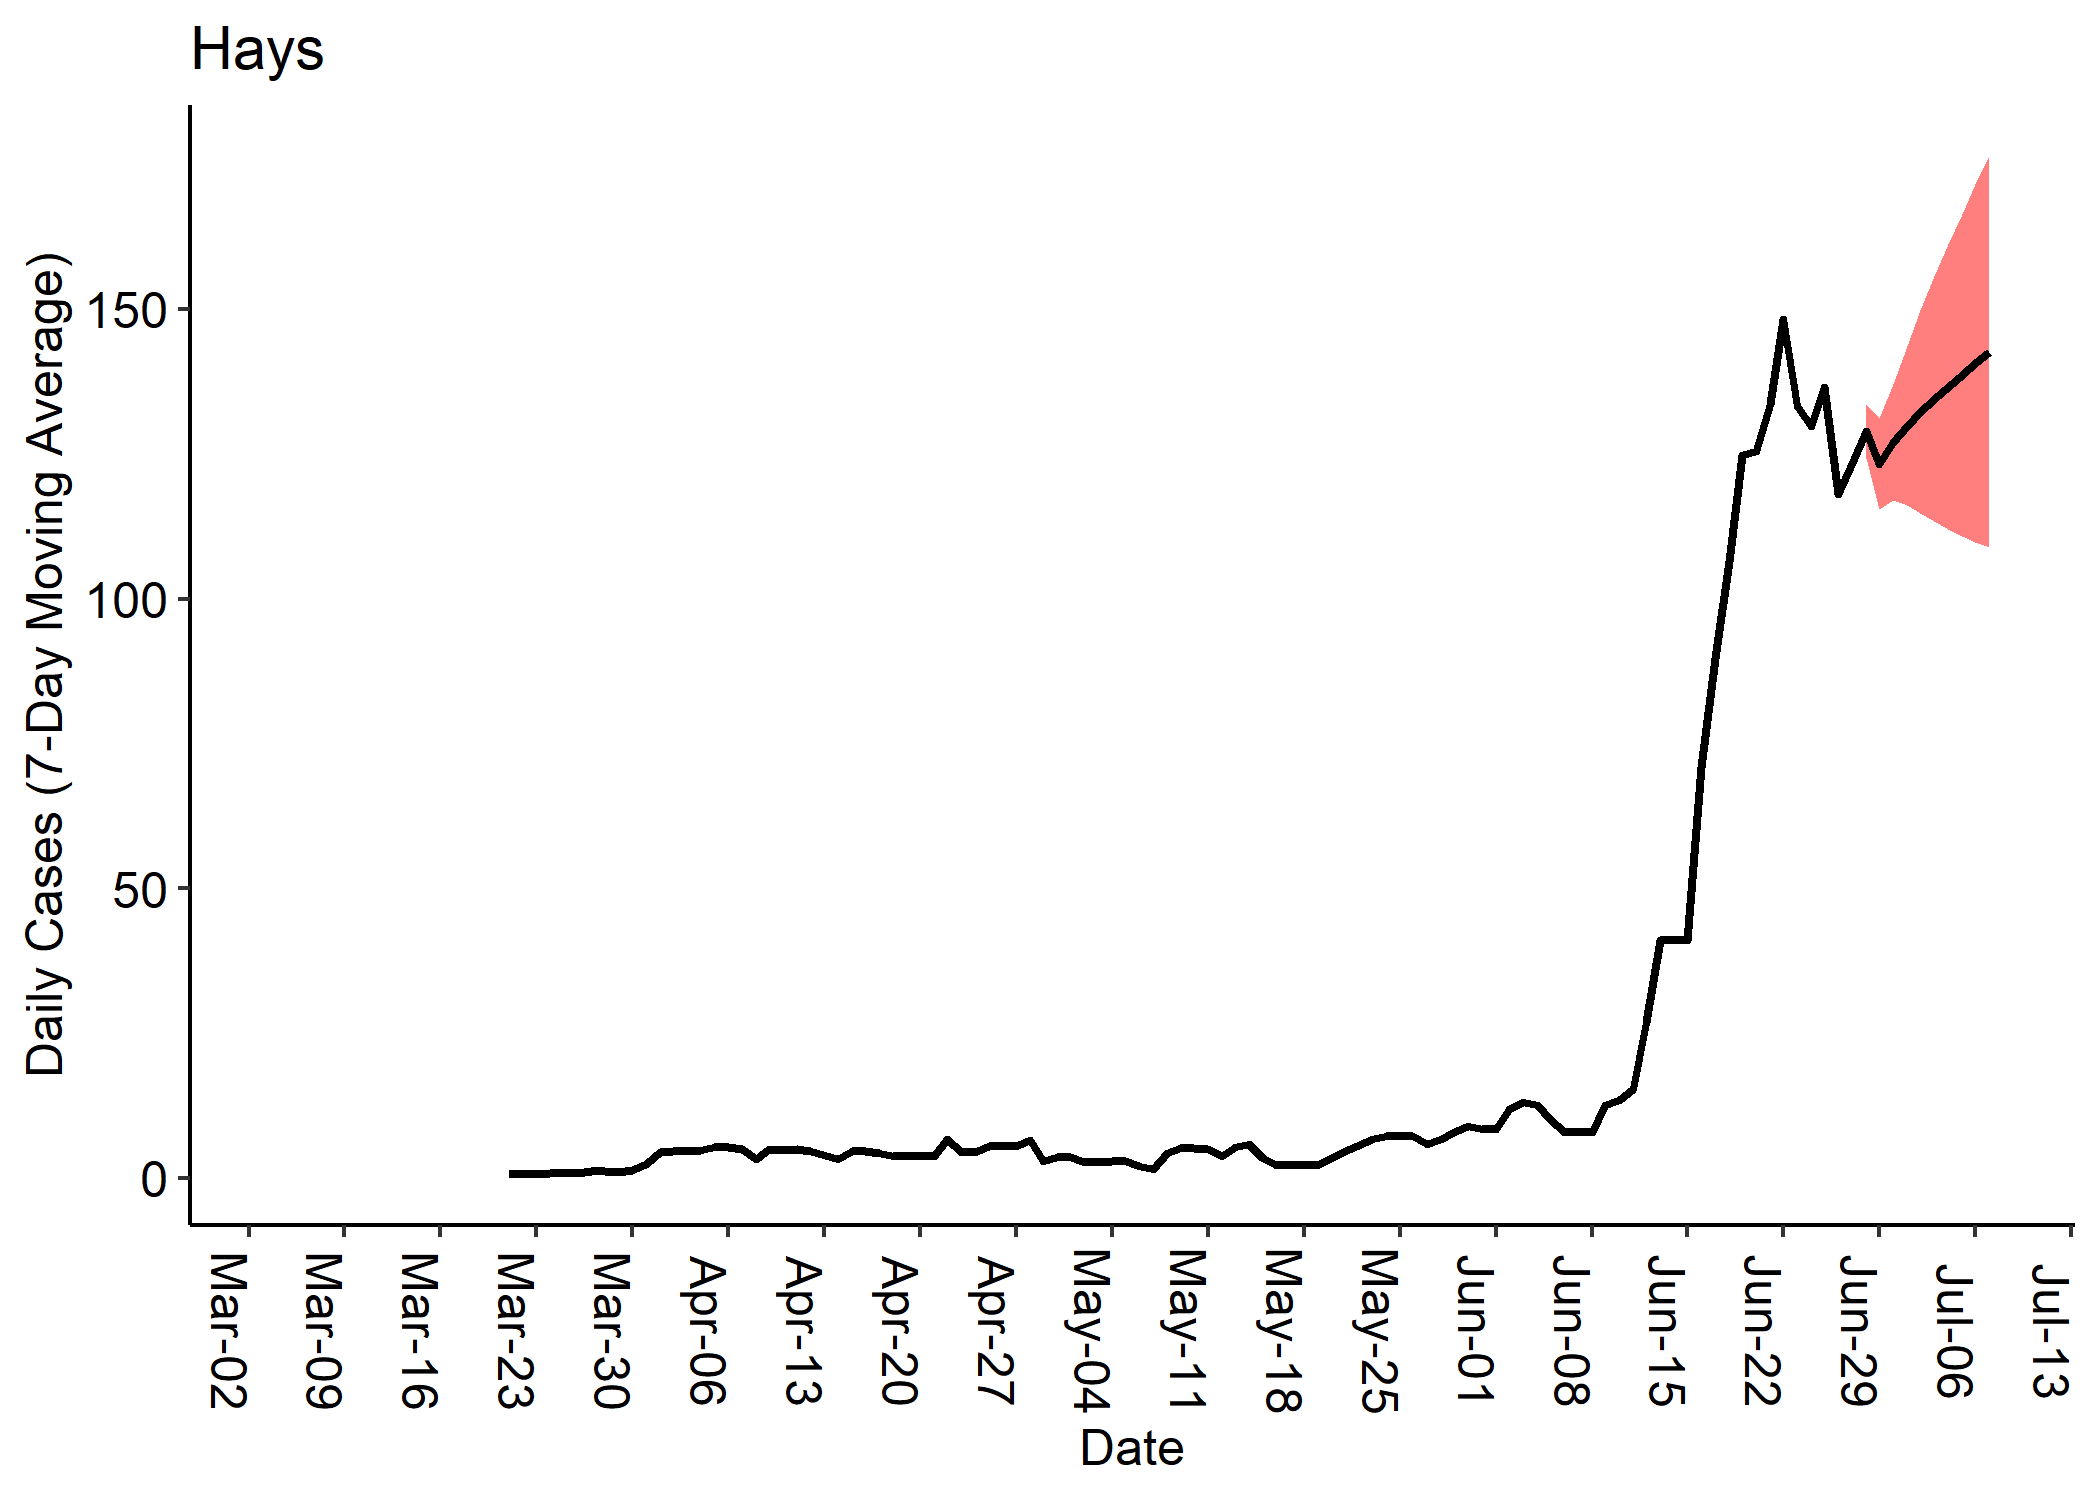 Hays
Daily Cases (7-Day Moving Average)
150
100
50
0
Mar-02
Mar-09
Mar-16
Mar-23
Mar-30
Apr-06
Apr-13
Apr-20
Apr-27
May-04
May-11
May-18
May-25
Jun-01
Jun-08
Jun-15
Jun-22
Jun-29
Jul-06
Jul-13
Date